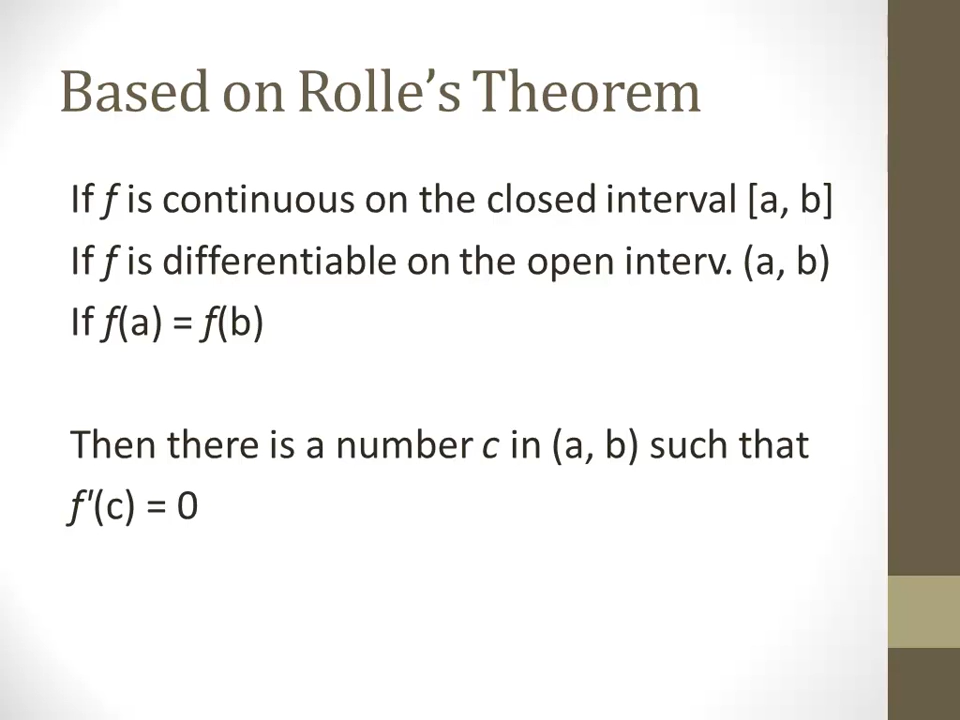 Based on Rolle’s Theorem
If f is continuous on the closed interval [a, b]
If f is differentiable on the open interv. (a, b)
If f(a) = f(b)
Then there is a number c in (a, b) such that
f'(c) = 0